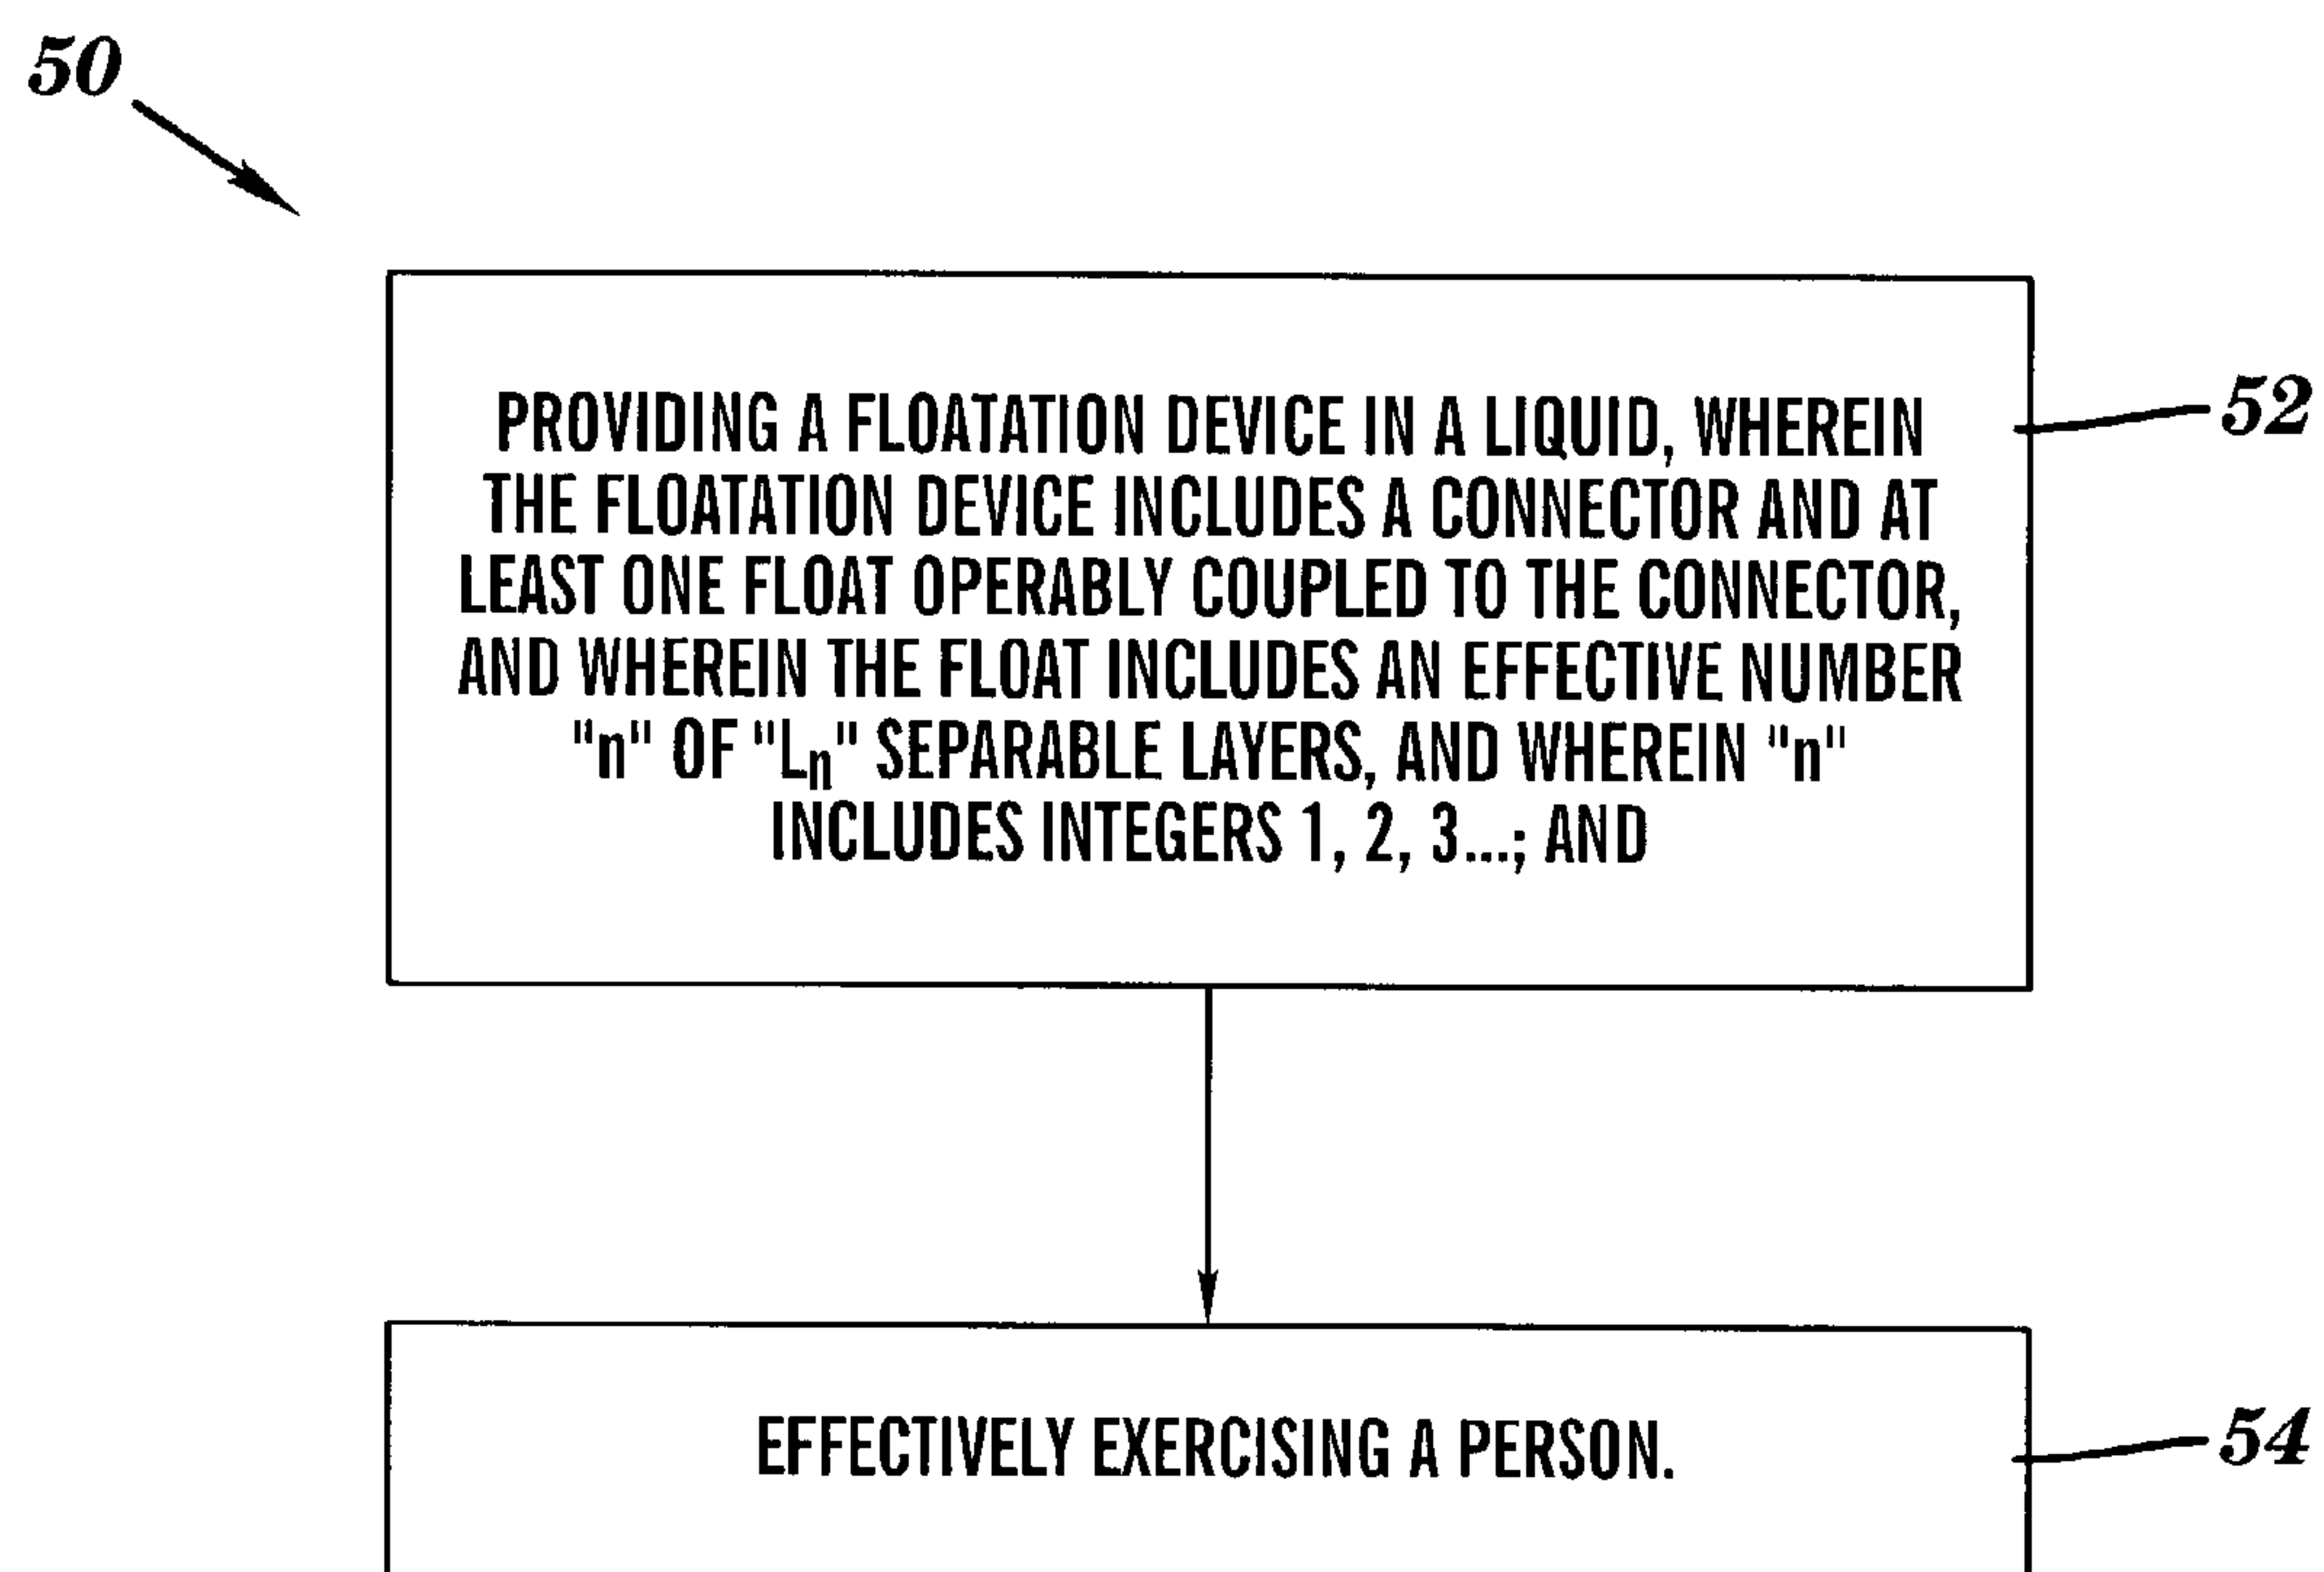 50
PROVIDING A FLOATATION DEVICE IN A LIQUID, WHEREIN
52
THE FLOATATION DEVICE INCLUDES A CONNECTOR AND AT
LEAST ONE FLOAT OPERABLY COUPLED TO THE CONNECTOR,
AND WHEREIN THE FLOAT INCLUDES AN EFFECTIVE NUMBER
"n" OF "Ln" SEPARABLE LAYERS, AND WHEREIN "n"
INCLUDES INTEGERS 1, 2, 3...; AND
EFFECTIVELY EXERCISING A PERSON.
54